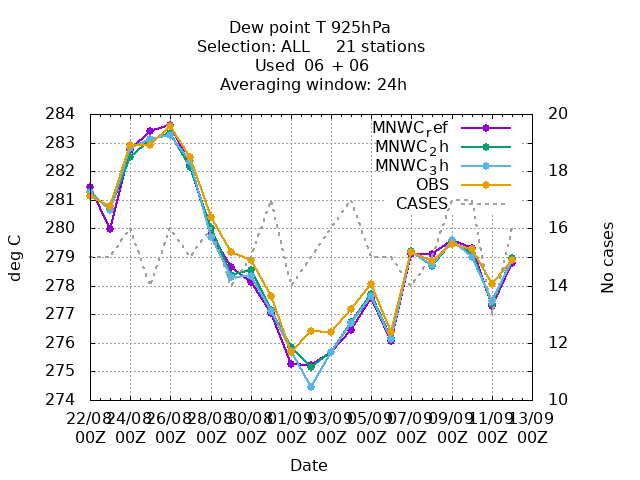 Dew point T 925hPa
Selection: ALL     21 stations
Used  06 + 06
Averaging window: 24h
284
283
282
281
280
279
278
277
276
275
274
deg C
20
18
16
14
12
10
No cases
MNWC_ref
MNWC_2h
MNWC_3h
OBS
CASES
22/08 24/08 26/08 28/08 30/08 01/09 03/09 05/09 07/09 09/09 11/09 13/09
00Z 00Z 00Z 00Z 00Z 00Z 00Z 00Z 00Z 00Z 00Z 00Z
Date